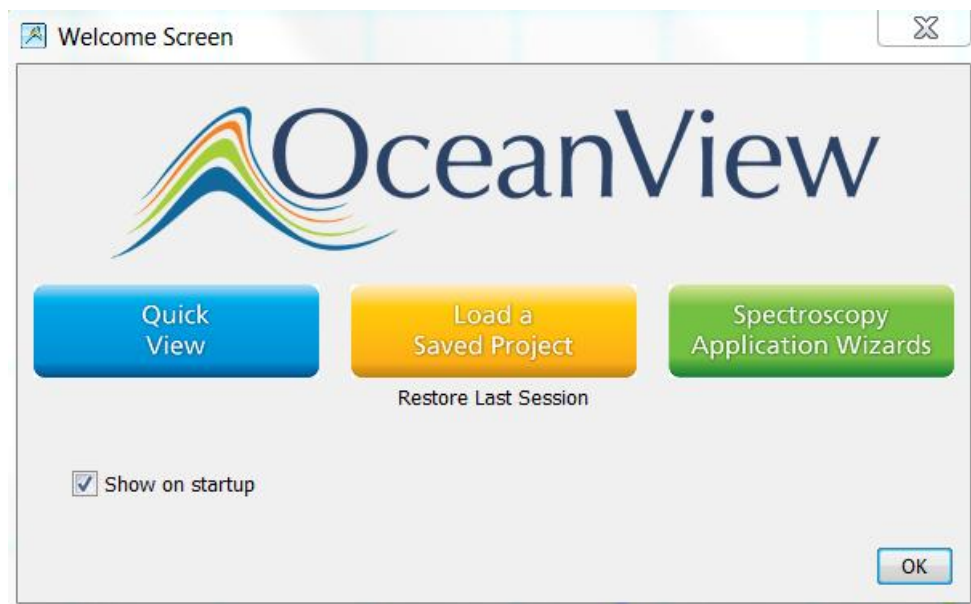 Welcome Screen
OceanView
Quick
View
Load a
Saved Project
Spectroscopy
Application Wizards
Restore Last Session
Show on startup
OK